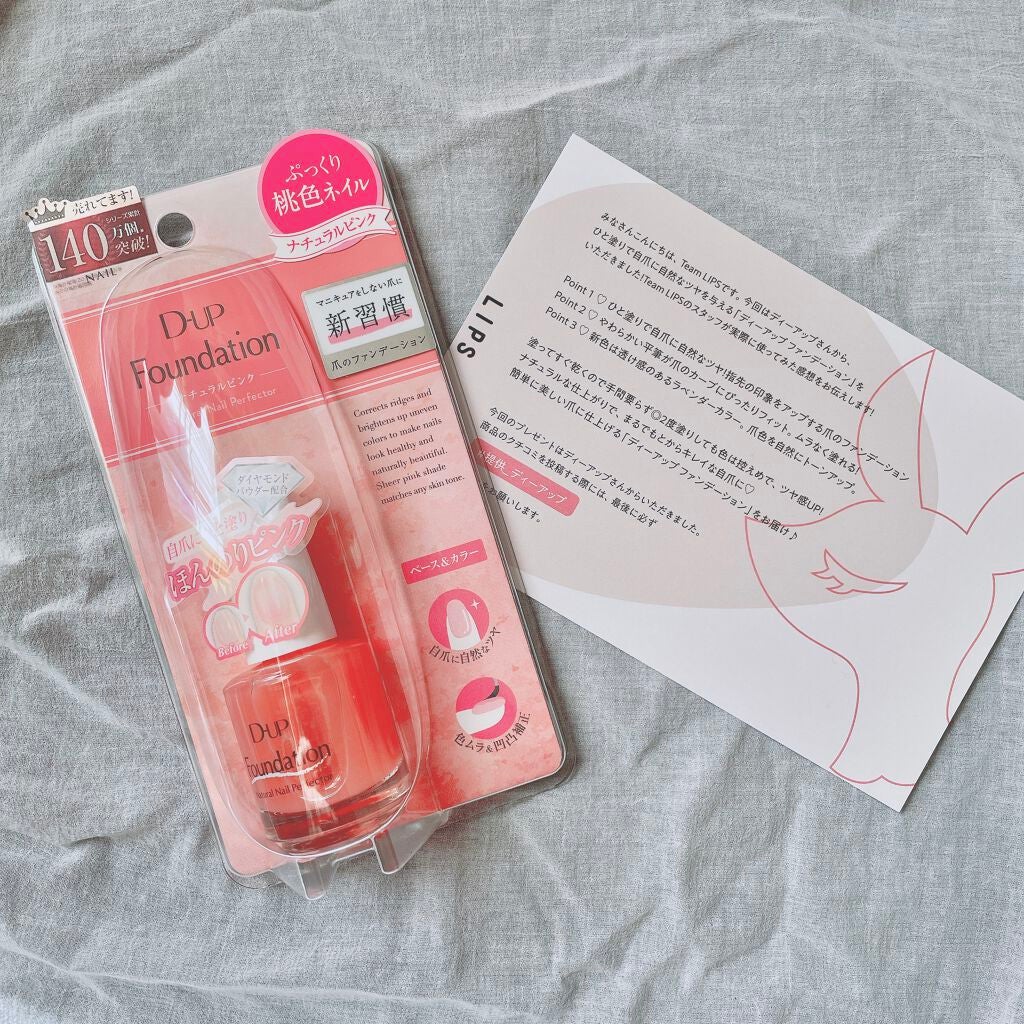 売れてます!
シリーズ累計
140万個.
突破!
NAIL
ぷっくり
桃色ネイル
ナチュラルピンク
マニキュアをしない爪に
新習慣
爪のファンデーション
D-UP
Foundation
チュラルピンク
Nail Perfector
Corrects ridges and
brightens up uneven
colors to make nails
look healthy and
naturally beautiful.
Sheer pink shade
matches any skin tone.
ダイヤモンド
パウダー配合
自爪に 塗り
ほんのりピンク
Before After
ベース&カラー
自爪に自然なツヤ
色ムラ&凹凸補正
D-UP
Foundation
Natural Nail Perfector
LIPS
みなさんこんにちは、Team LIPSです。今回はディーアップさんから、
ひと塗りで自爪に自然なツヤを与える「ディーアップファンデーション」を
いただきました!Team LIPSのスタッフが実際に使ってみた感想をお伝えします!
Point 1 ♡ ひと塗りで自爪に自然なツヤ!指先の印象をアップする爪のファンデーション
Point 2 ♡ やわらかい平筆が爪のカーブにぴったりフィット。ムラなく塗れる!
Point 3 ♡ 新色は透け感のあるラベンダーカラー。爪色を自然にトーンアップ。
塗ってすぐ乾くので手間要らず◎2度塗りしても色は控えめで、ツヤ感UP!
ナチュラルな仕上がりで、まるでもとからキレイな自爪に♡
簡単に美しい爪に仕上げる「ディーアップファンデーション」をお届け♪
今回のプレゼントはディーアップさんからいただきました。
商品のクチコミを投稿する際には、最後に必ず
#提供_ディーアップ
お願いします。